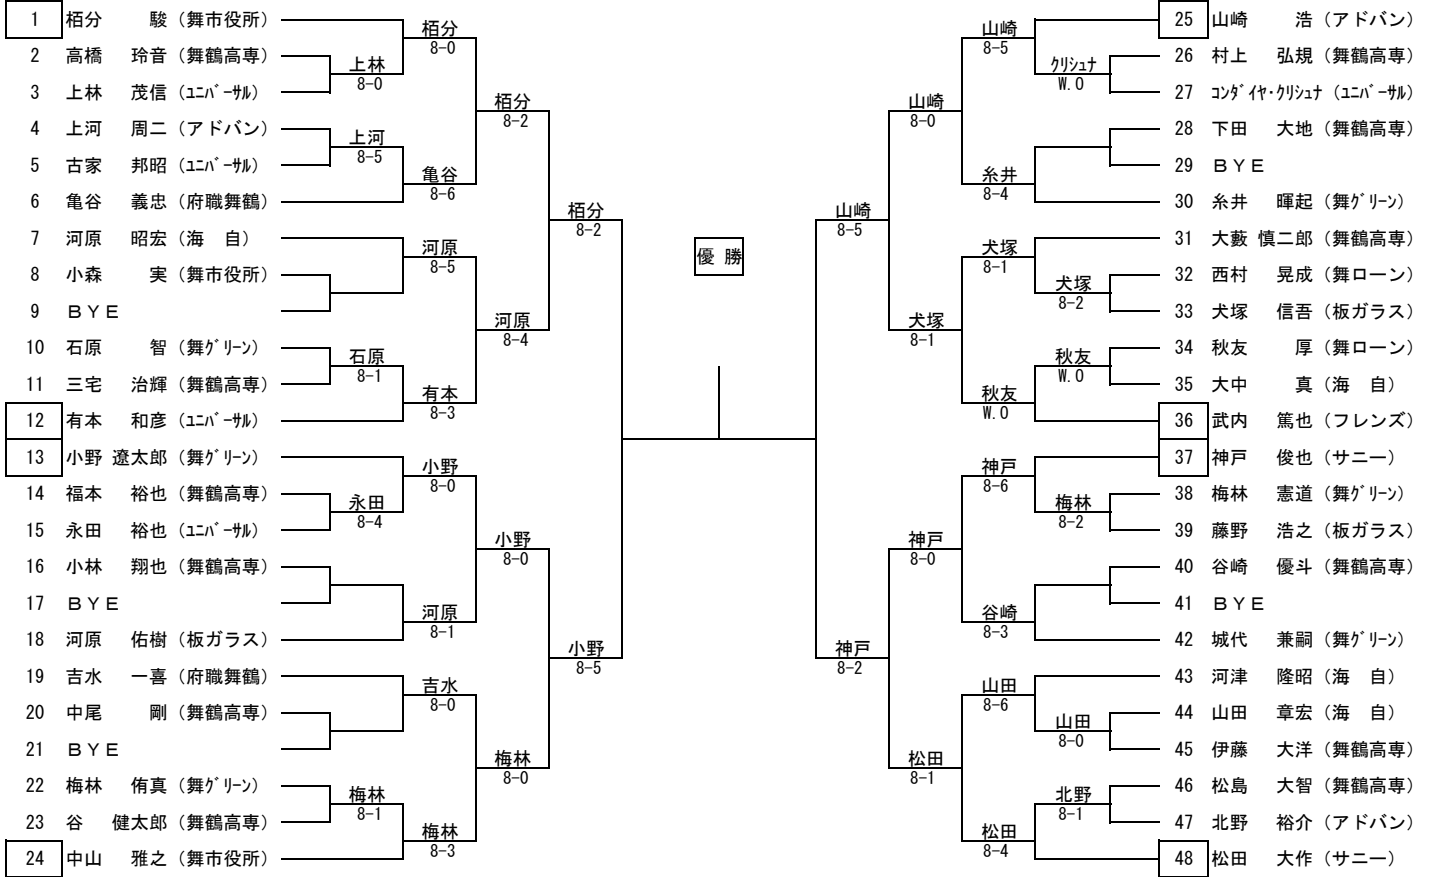 1 栢分 駿 (舞市役所)
2 高橋 玲音 (舞鶴高専)
3 上林 茂信 (ﾕﾆﾊﾞｰｻﾙ)
4 上河 周二 (アドバン)
5 古家 邦昭 (ﾕﾆﾊﾞｰｻﾙ)
6 亀谷 義忠 (府職舞鶴)
7 河原 昭宏 (海 自)
8 小森 実 (舞市役所)
9 ＢＹＥ
10 石原 智 (舞ｸﾞﾘｰﾝ)
11 三宅 治輝 (舞鶴高専)
12 有本 和彦 (ﾕﾆﾊﾞｰｻﾙ)
13 小野 遼太郎 (舞ｸﾞﾘｰﾝ)
14 福本 裕也 (舞鶴高専)
15 永田 裕也 (ﾕﾆﾊﾞｰｻﾙ)
16 小林 翔也 (舞鶴高専)
17 ＢＹＥ
18 河原 佑樹 (板ガラス)
19 吉水 一喜 (府職舞鶴)
20 中尾 剛 (舞鶴高専)
21 ＢＹＥ
22 梅林 侑真 (舞ｸﾞﾘｰﾝ)
23 谷 健太郎 (舞鶴高専)
24 中山 雅之 (舞市役所)
上林
8-0
上河
8-5
石原
8-1
永田
8-4
梅林
8-1
栢分
8-0
亀谷
8-6
河原
8-5
有本
8-3
小野
8-0
河原
8-1
吉水
8-0
梅林
8-3
栢分
8-2
河原
8-4
小野
8-0
梅林
8-0
栢分
8-2
小野
8-5
優 勝
山崎
8-5
神戸
8-2
山崎
8-0
犬塚
8-1
神戸
8-0
松田
8-1
山崎
8-5
糸井
8-4
犬塚
8-1
秋友
W.O
神戸
8-6
谷崎
8-3
山田
8-6
松田
8-4
ｸﾘｼｭﾅ
W.O
犬塚
8-2
秋友
W.O
梅林
8-2
山田
8-0
北野
8-1
25 山崎 浩 (アドバン)
26 村上 弘規 (舞鶴高専)
27 ｺﾝﾀﾞｲﾔ･ｸﾘｼｭﾅ (ﾕﾆﾊﾞｰｻﾙ)
28 下田 大地 (舞鶴高専)
29 ＢＹＥ
30 糸井 暉起 (舞ｸﾞﾘｰﾝ)
31 大藪 慎二郎 (舞鶴高専)
32 西村 晃成 (舞ローン)
33 犬塚 信吾 (板ガラス)
34 秋友 厚 (舞ローン)
35 大中 真 (海 自)
36 武内 篤也 (フレンズ)
37 神戸 俊也 (サニー)
38 梅林 憲道 (舞ｸﾞﾘｰﾝ)
39 藤野 浩之 (板ガラス)
40 谷崎 優斗 (舞鶴高専)
41 ＢＹＥ
42 城代 兼嗣 (舞ｸﾞﾘｰﾝ)
43 河津 隆昭 (海 自)
44 山田 章宏 (海 自)
45 伊藤 大洋 (舞鶴高専)
46 松島 大智 (舞鶴高専)
47 北野 裕介 (アドバン)
48 松田 大作 (サニー)